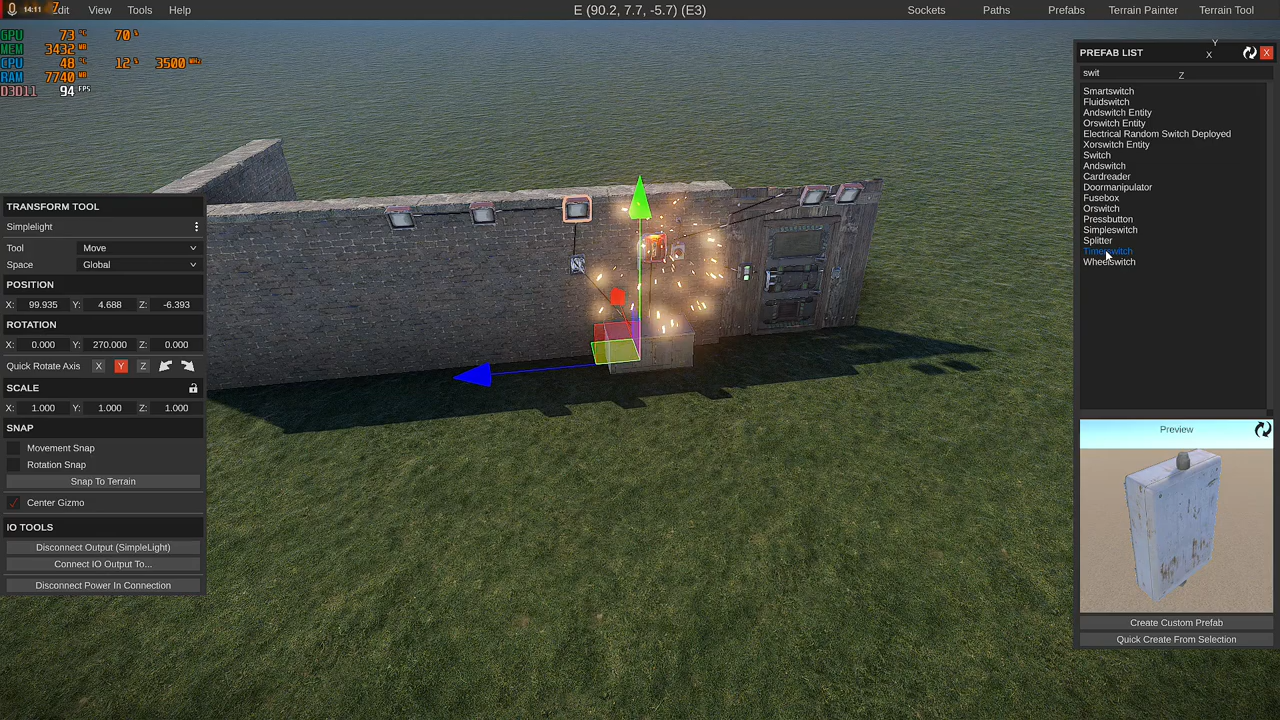 14:11
Edit View Tools Help
E (90.2, 7.7, -5.7) (E3)
Sockets Paths Prefabs Terrain Painter Terrain Tool
GPU 73 °C 70 %
MEM 3432 MB
CPU 48 °C 12 % 3500 MHz
RAM 7740 MB
D3D11 94 FPS
TRANSFORM TOOL
Simplelight
Tool Move
Space Global
POSITION
X: 99.935 Y: 4.688 Z: -6.393
ROTATION
X: 0.000 Y: 270.000 Z: 0.000
Quick Rotate Axis X Y Z
SCALE
X: 1.000 Y: 1.000 Z: 1.000
SNAP
Movement Snap
Rotation Snap
Snap To Terrain
Center Gizmo
IO TOOLS
Disconnect Output (SimpleLight)
Connect IO Output To...
Disconnect Power In Connection
PREFAB LIST
Y
X
Z
swit
Smartswitch
Fluidswitch
Andswitch Entity
Orswitch Entity
Electrical Random Switch Deployed
Xorswitch Entity
Switch
Andswitch
Cardreader
Doormanipulator
Fusebox
Orswitch
Pressbutton
Simpleswitch
Splitter
Timerswitch
Wheelswitch
Preview
Create Custom Prefab
Quick Create From Selection